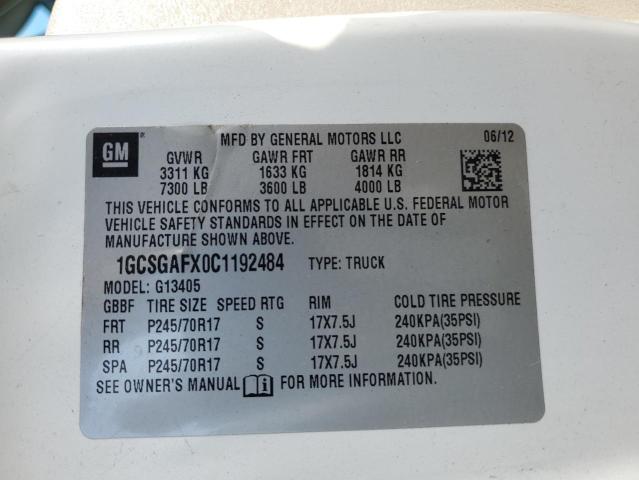 GM MFD BY GENERAL MOTORS LLC 06/12
GVWR GAWR FRT GAWR RR
3311 KG 1633 KG 1814 KG
7300 LB 3600 LB 4000 LB
THIS VEHICLE CONFORMS TO ALL APPLICABLE U.S. FEDERAL MOTOR
VEHICLE SAFETY STANDARDS IN EFFECT ON THE DATE OF
MANUFACTURE SHOWN ABOVE.
1GCSGAFX0C1192484 TYPE: TRUCK
MODEL: G13405
GBBF TIRE SIZE SPEED RTG RIM COLD TIRE PRESSURE
FRT P245/70R17 S 17X7.5J 240KPA(35PSI)
RR P245/70R17 S 17X7.5J 240KPA(35PSI)
SPA P245/70R17 S 17X7.5J 240KPA(35PSI)
SEE OWNER'S MANUAL FOR MORE INFORMATION.